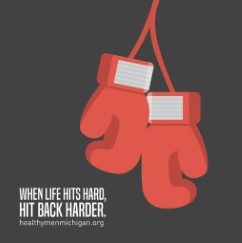 WHEN LIFE HITS HARD,
HIT BACK HARDER.
healthymenmichigan.org